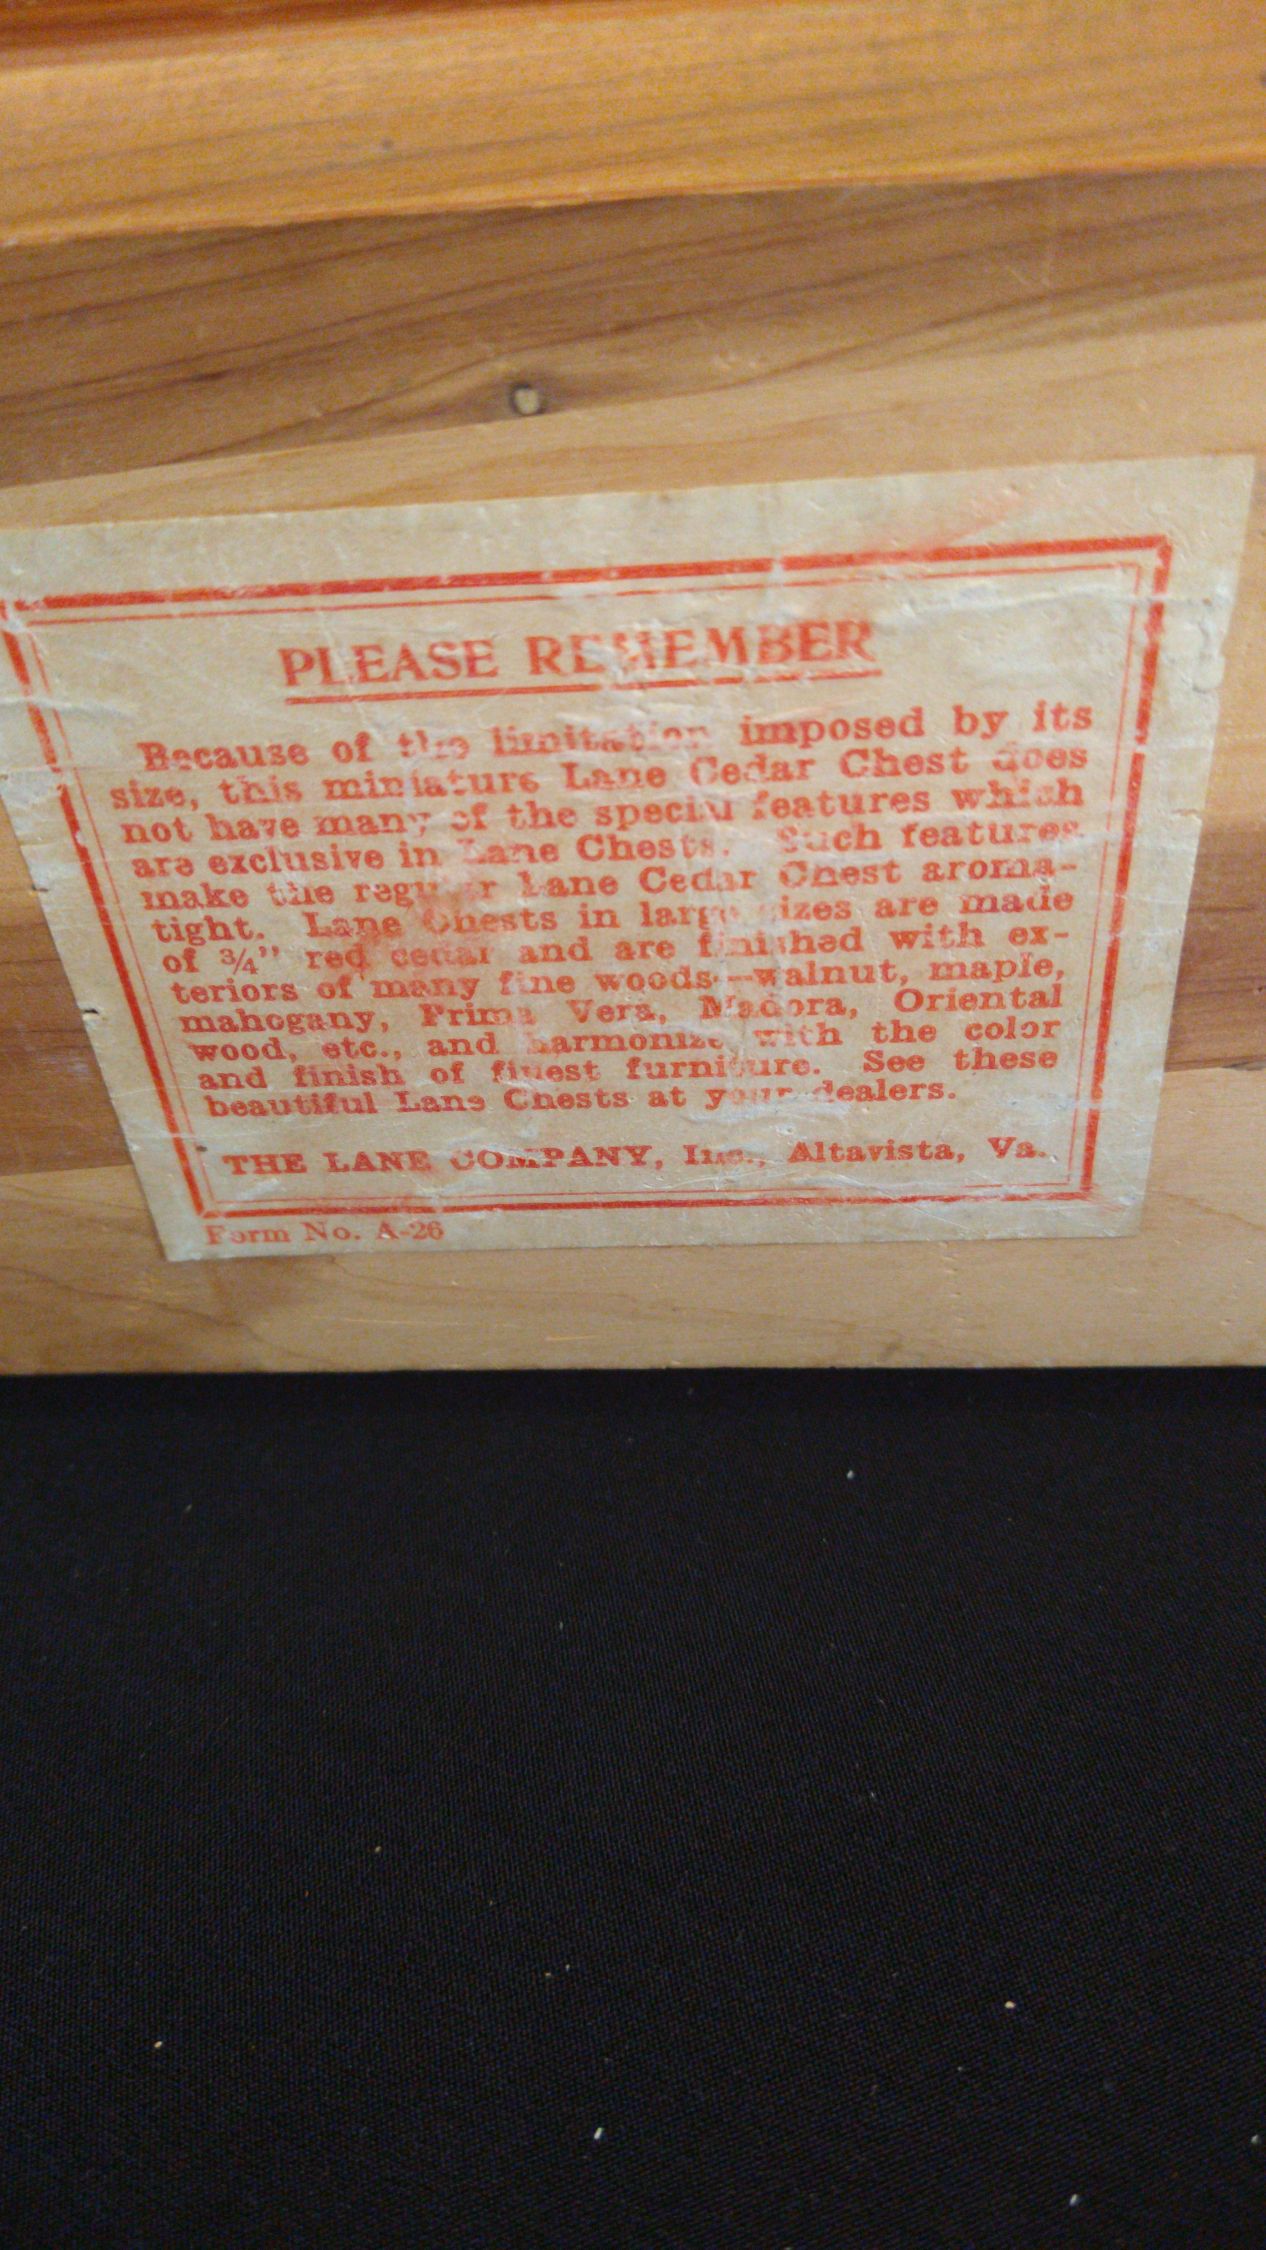 PLEASE REMEMBER
Because of the limitation imposed by its
size, this miniature Lane Cedar Chest does
not have many of the special features which
are exclusive in Lane Chests. Such features
make the regular Lane Cedar Chest aroma-
tight. Lane Chests in large sizes are made
of ¾" red cedar and are finished with ex-
teriors of many fine woods—walnut, maple,
mahogany, Prima Vera, Madora, Oriental
wood, etc., and harmonize with the color
and finish of finest furniture. See these
beautiful Lane Chests at your dealers.
THE LANE COMPANY, Inc., Altavista, Va.
Form No. A-26